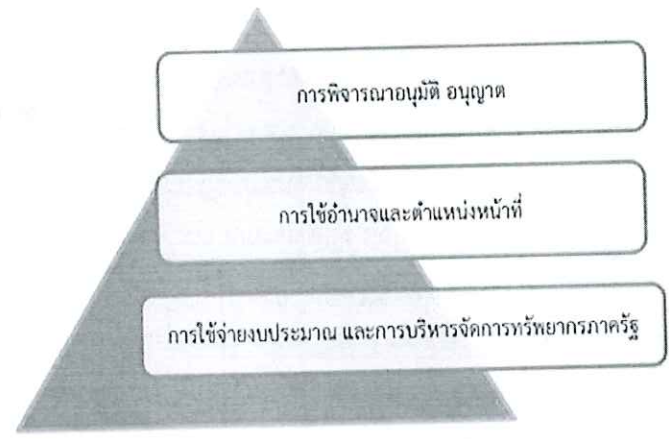 การพิจารณาอนุมัติ อนุญาต
การใช้อำนาจและตำแหน่งหน้าที่
การใช้จ่ายงบประมาณ และการบริหารจัดการทรัพยากรภาครัฐ